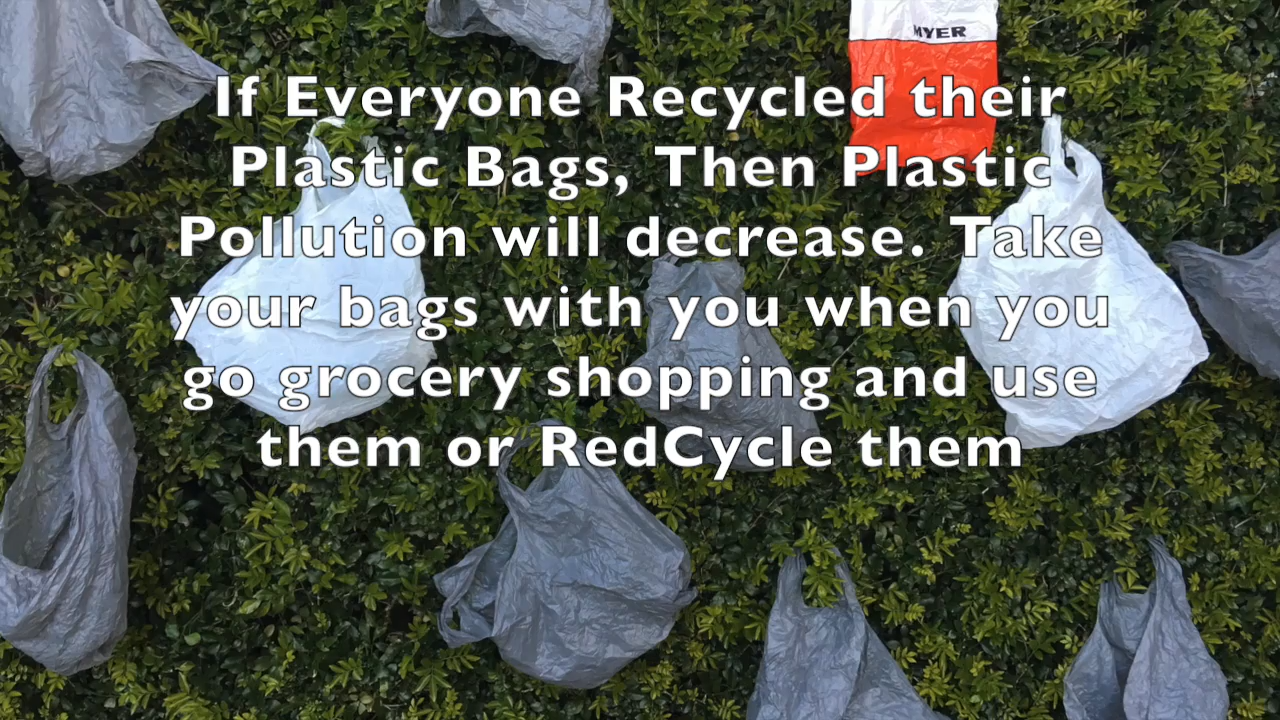 MYER
If Everyone Recycled their
Plastic Bags, Then Plastic
Pollution will decrease. Take
your bags with you when you
go grocery shopping and use
them or RedCycle them